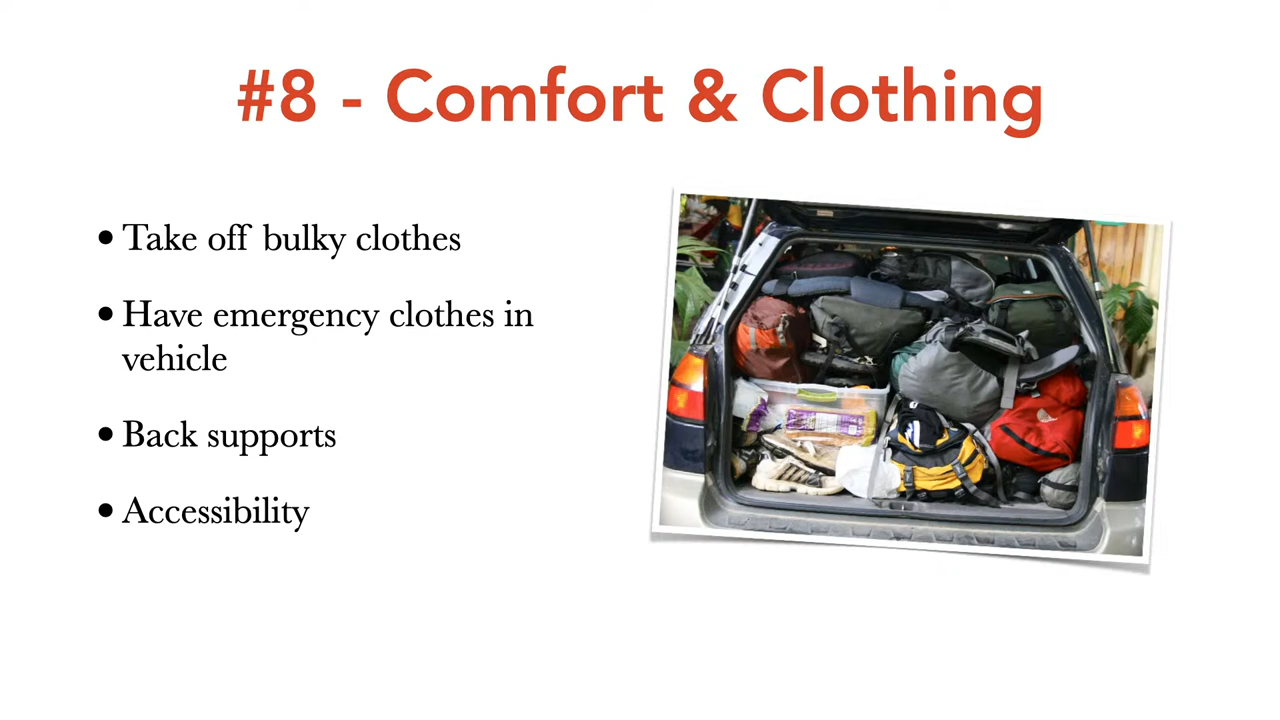 #8 - Comfort & Clothing
• Take off bulky clothes
• Have emergency clothes in
vehicle
• Back supports
• Accessibility